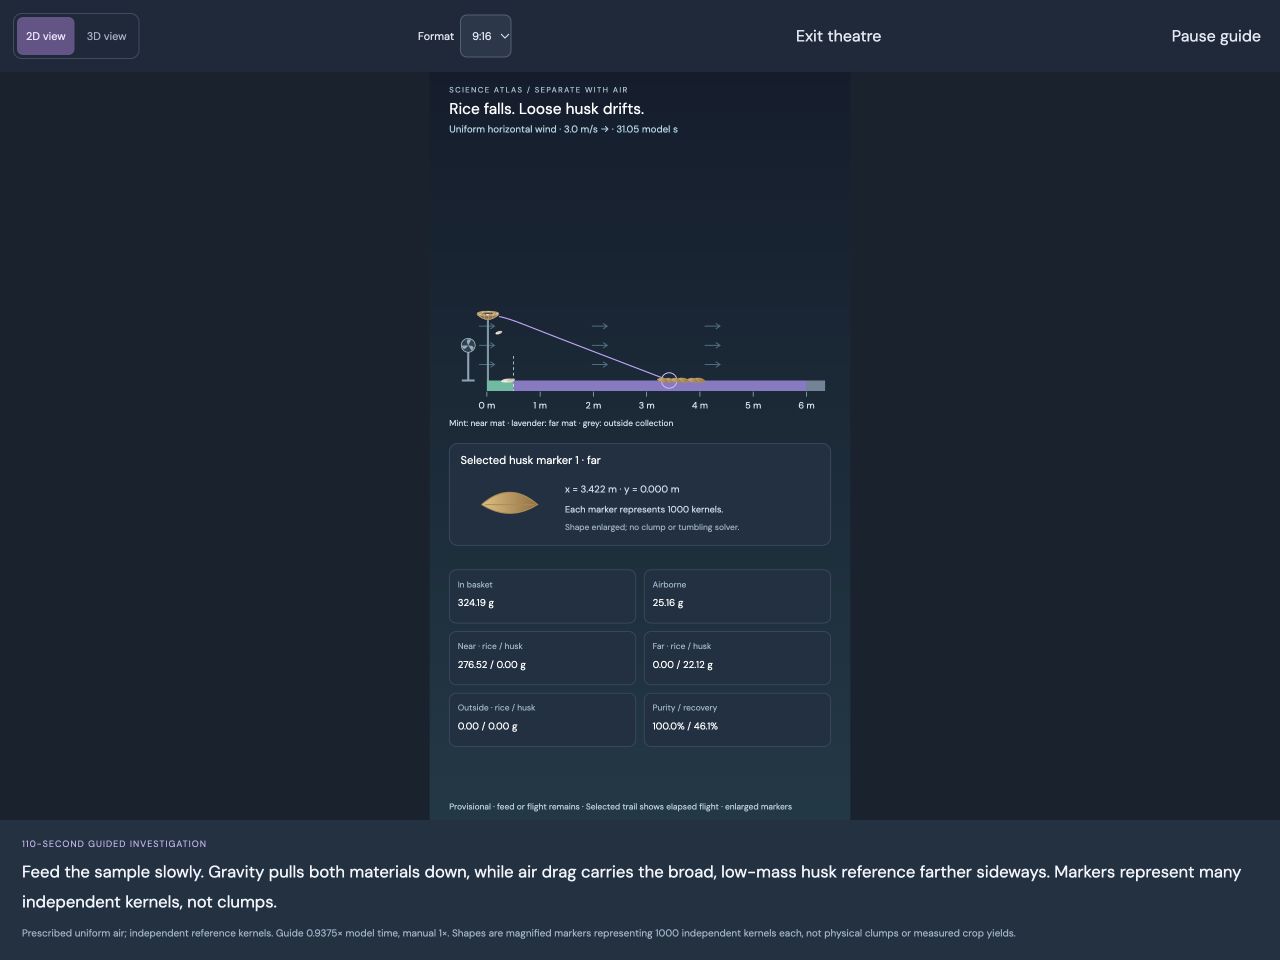 2D view 3D view Format 9:16 Exit theatre Pause guide
SCIENCE ATLAS / SEPARATE WITH AIR
Rice falls. Loose husk drifts.
Uniform horizontal wind · 3.0 m/s → · 31.05 model s
0 m 1 m 2 m 3 m 4 m 5 m 6 m
Mint: near mat · lavender: far mat · grey: outside collection
Selected husk marker 1 · far
x = 3.422 m · y = 0.000 m
Each marker represents 1000 kernels.
Shape enlarged; no clump or tumbling solver.
In basket Airborne
324.19 g 25.16 g
Near · rice / husk Far · rice / husk
276.52 / 0.00 g 0.00 / 22.12 g
Outside · rice / husk Purity / recovery
0.00 / 0.00 g 100.0% / 46.1%
Provisional · feed or flight remains · Selected trail shows elapsed flight · enlarged markers
110-SECOND GUIDED INVESTIGATION
Feed the sample slowly. Gravity pulls both materials down, while air drag carries the broad, low-mass husk reference farther sideways. Markers represent many
independent kernels, not clumps.
Prescribed uniform air; independent reference kernels. Guide 0.9375× model time, manual 1×. Shapes are magnified markers representing 1000 independent kernels each, not physical clumps or measured crop yields.